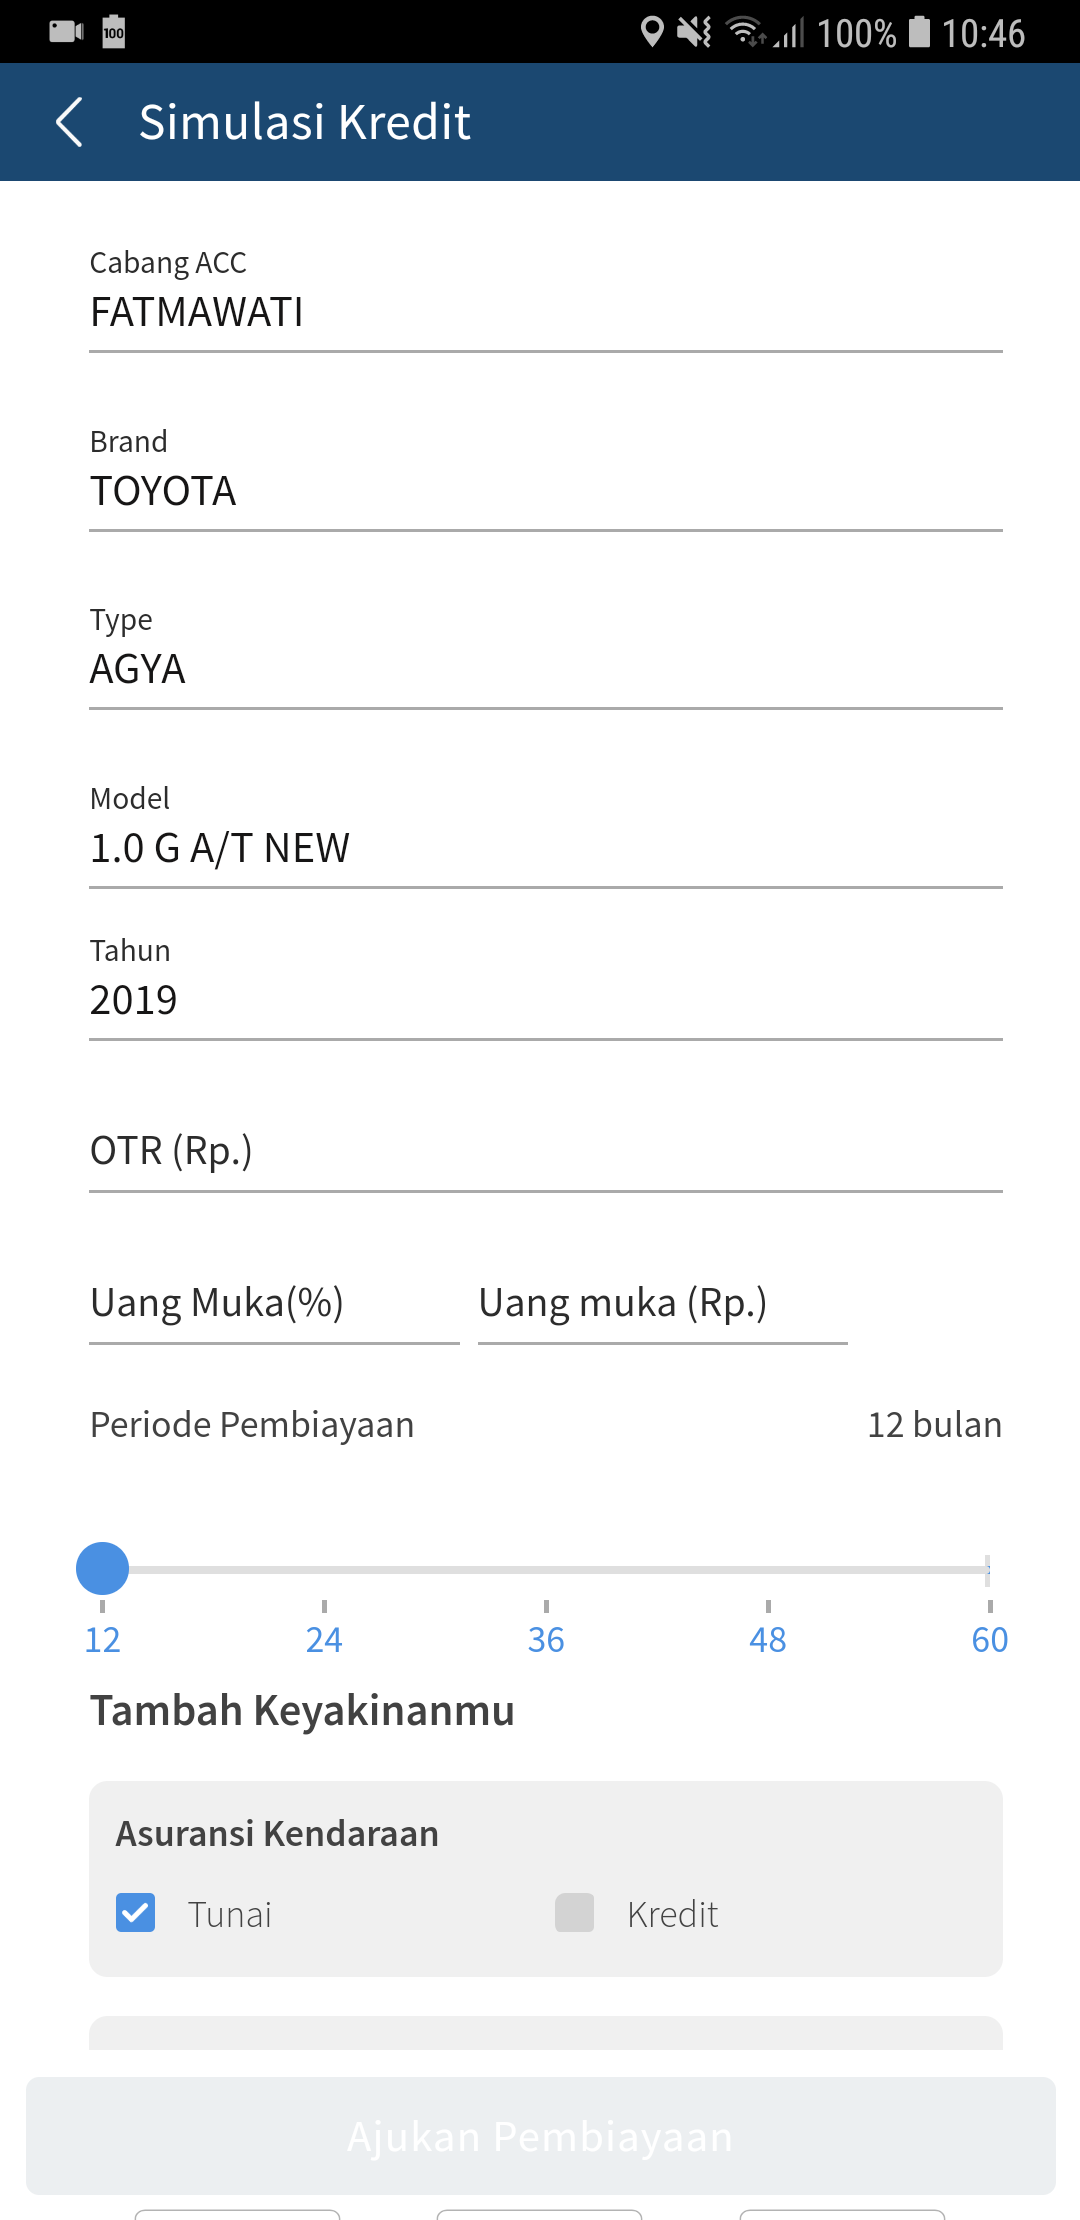 100 100% 10:46
Simulasi Kredit
Cabang ACC
FATMAWATI
Brand
TOYOTA
Type
AGYA
Model
1.0 G A/T NEW
Tahun
2019
OTR (Rp.)
Uang Muka(%) Uang muka (Rp.)
Periode Pembiayaan 12 bulan
12 24 36 48 60
Tambah Keyakinanmu
Asuransi Kendaraan
Tunai Kredit
Ajukan Pembiayaan